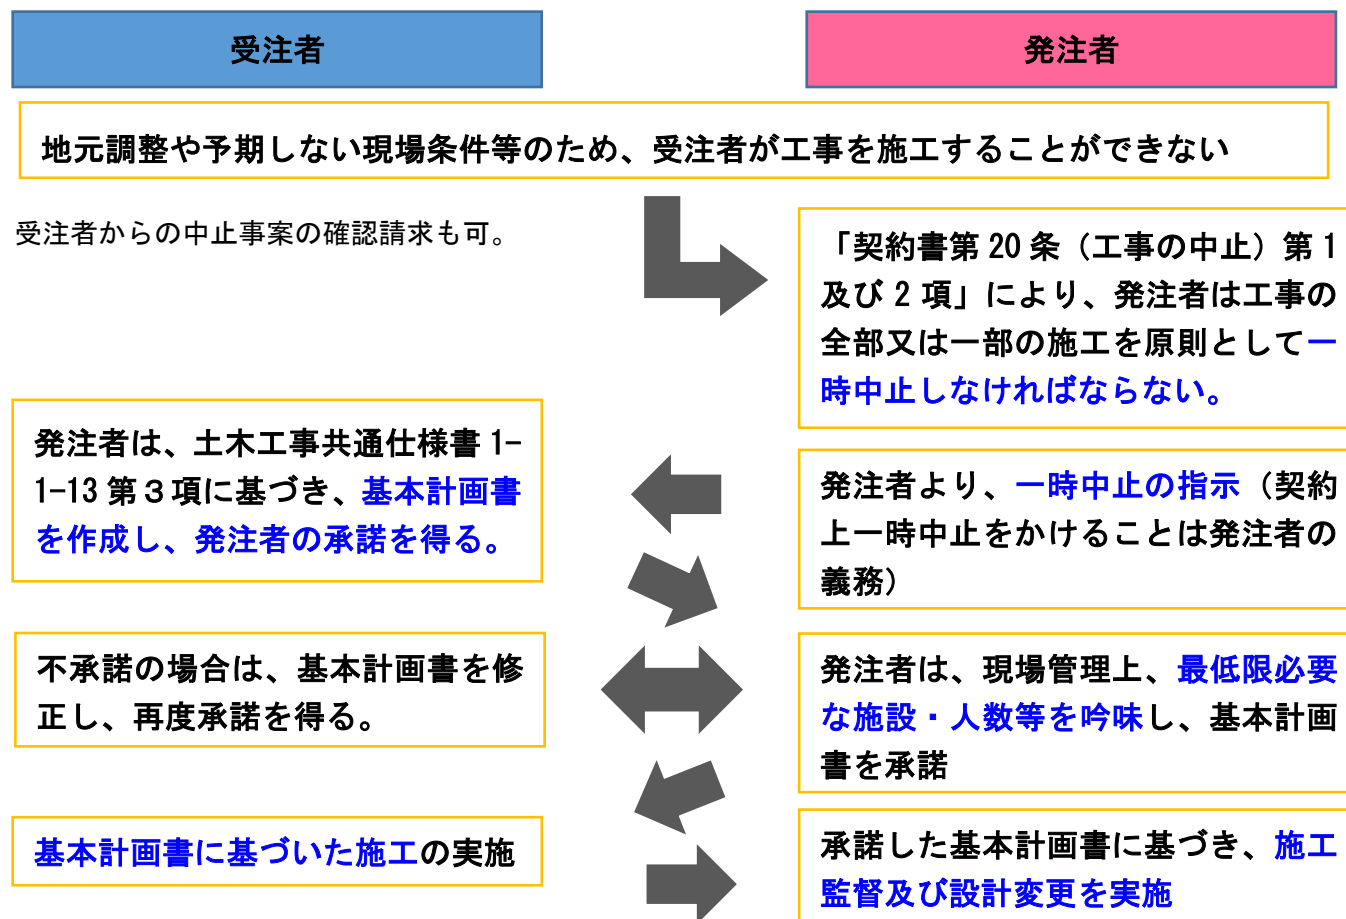 受注者
発注者
地元調整や予期しない現場条件等のため、受注者が工事を施工することができない
受注者からの中止事案の確認請求も可。
「契約書第 20 条（工事の中止）第 1
及び 2 項」により、発注者は工事の
全部又は一部の施工を原則として一
時中止しなければならない。
発注者は、土木工事共通仕様書 1-
1-13 第３項に基づき、基本計画書
を作成し、発注者の承諾を得る。
発注者より、一時中止の指示（契約
上一時中止をかけることは発注者の
義務）
不承諾の場合は、基本計画書を修
正し、再度承諾を得る。
発注者は、現場管理上、最低限必要
な施設・人数等を吟味し、基本計画
書を承諾
基本計画書に基づいた施工の実施
承諾した基本計画書に基づき、施工
監督及び設計変更を実施